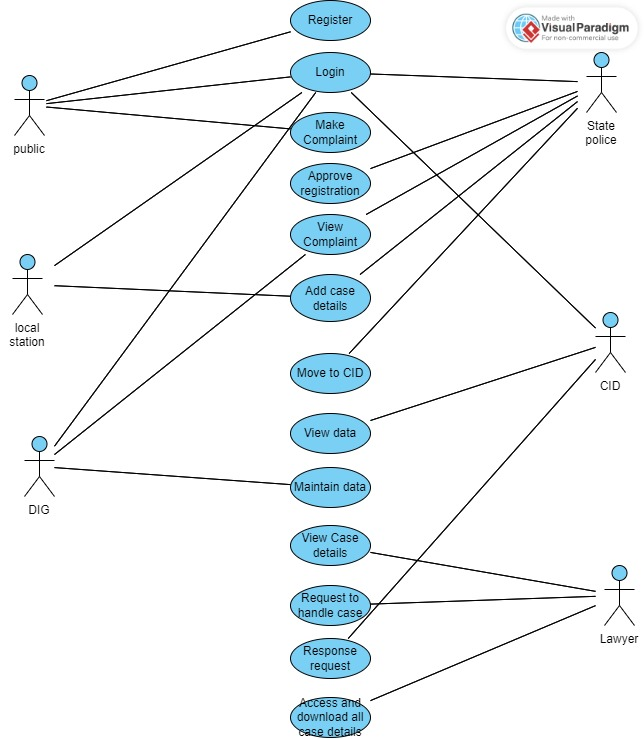 Register
Made with
VisualParadigm
For non-commercial use
Login
Make
Complaint
public
State
police
Approve
registration
View
Complaint
Add case
details
local
station
Move to CID
CID
View data
Maintain data
DIG
View Case
details
Request to
handle case
Lawyer
Response
request
Access and
download all
case details